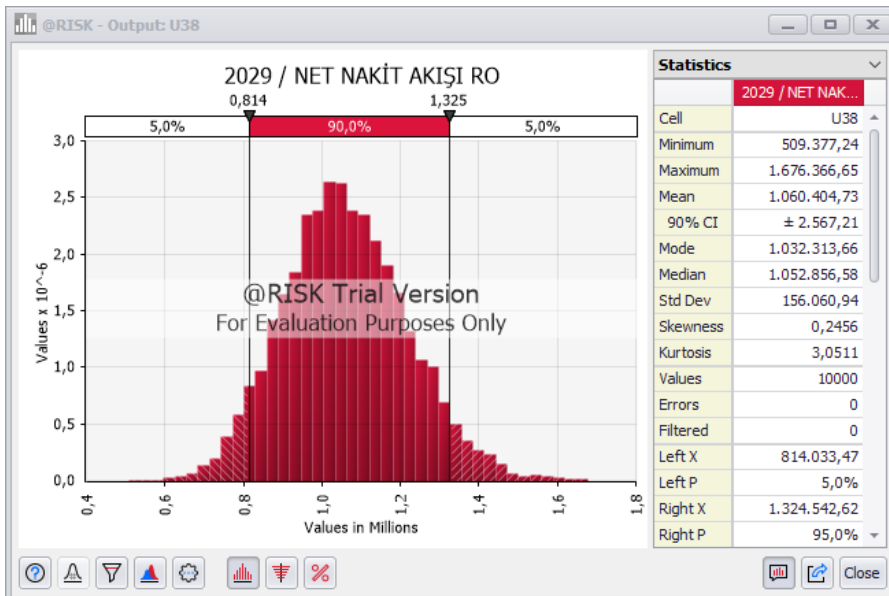 @RISK - Output: U38
2029 / NET NAKİT AKIŞI RO
0,814 1,325
5,0% 90,0% 5,0%
3,0
2,5
2,0
1,5
1,0
0,5
0,0
Values x 10^-6
@RISK Trial Version
For Evaluation Purposes Only
0,4 0,6 0,8 1,0 1,2 1,4 1,6 1,8
Values in Millions
Statistics
2029 / NET NAK...
Cell U38
Minimum 509.377,24
Maximum 1.676.366,65
Mean 1.060.404,73
90% CI ± 2.567,21
Mode 1.032.313,66
Median 1.052.856,58
Std Dev 156.060,94
Skewness 0,2456
Kurtosis 3,0511
Values 10000
Errors 0
Filtered 0
Left X 814.033,47
Left P 5,0%
Right X 1.324.542,62
Right P 95,0%
Close